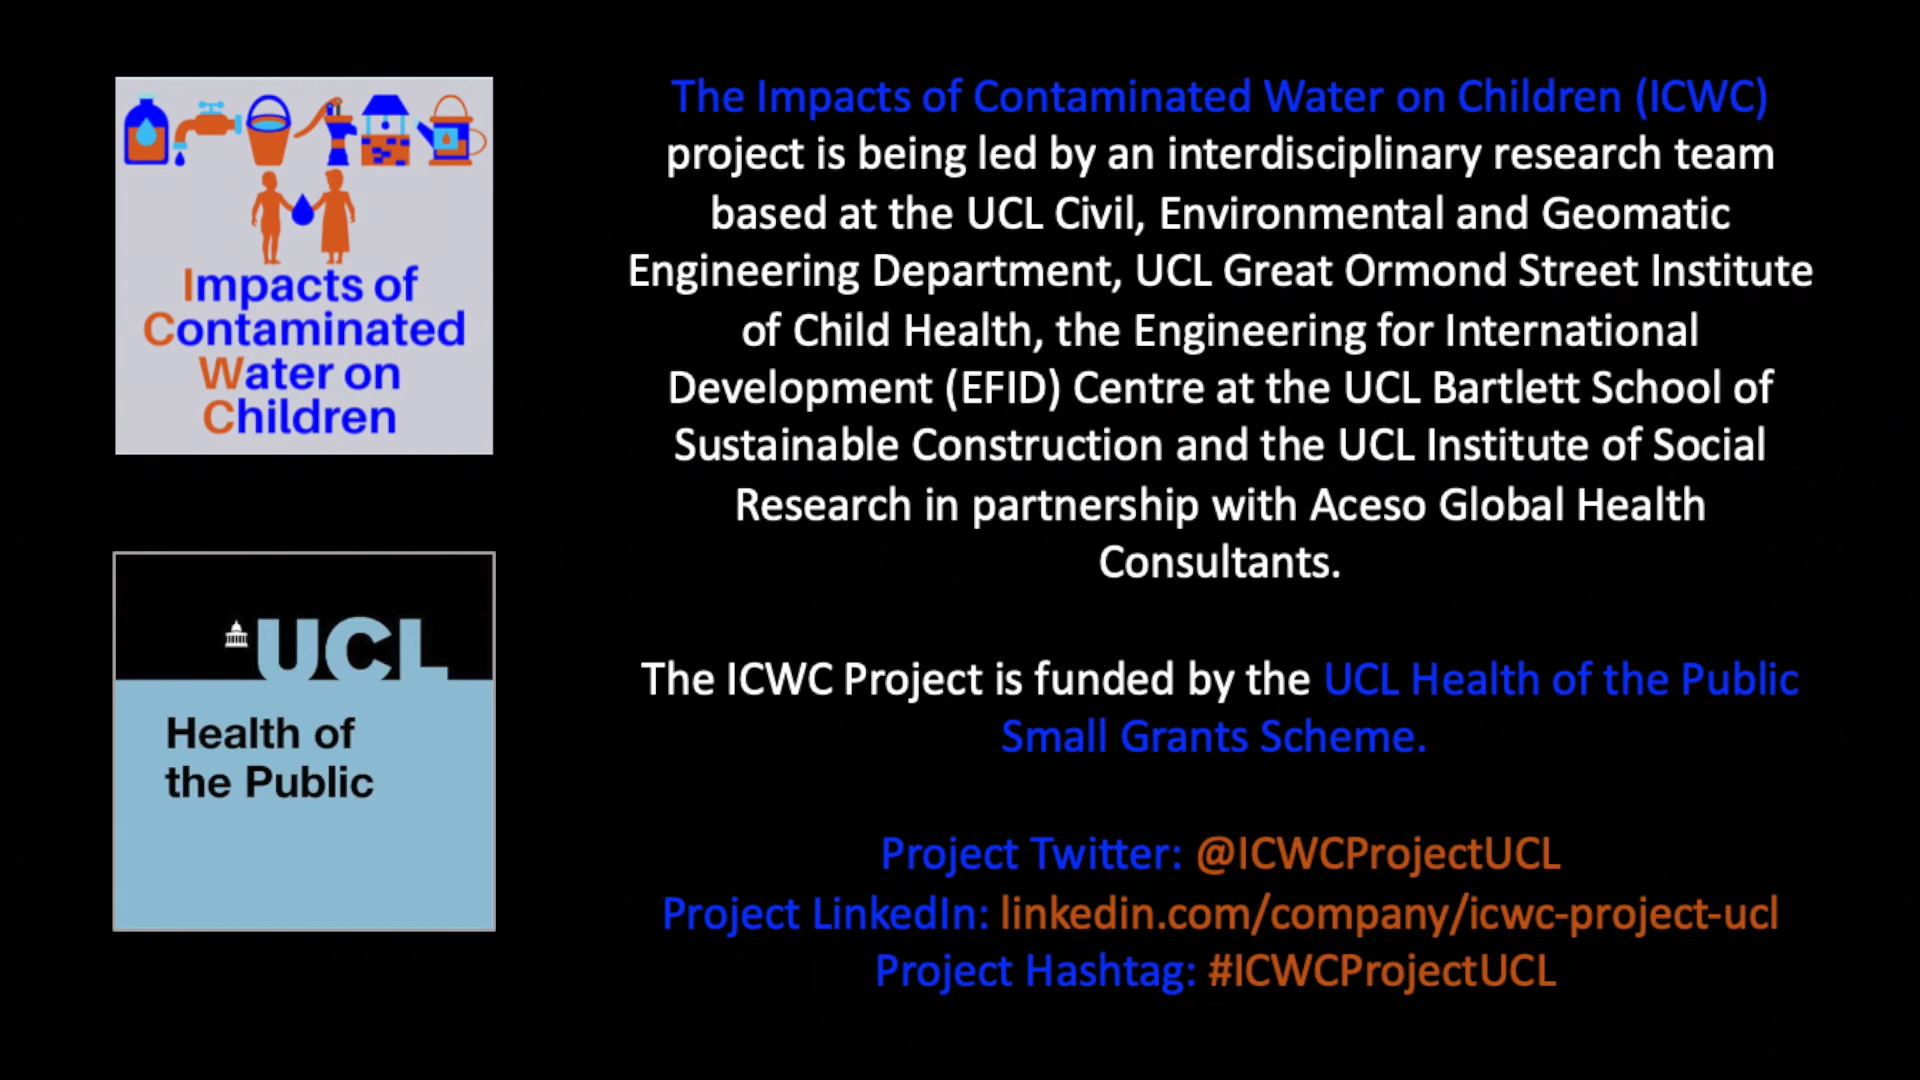 Impacts of
Contaminated
Water on
Children
UCL
Health of
the Public
The Impacts of Contaminated Water on Children (ICWC)
project is being led by an interdisciplinary research team
based at the UCL Civil, Environmental and Geomatic
Engineering Department, UCL Great Ormond Street Institute
of Child Health, the Engineering for International
Development (EFID) Centre at the UCL Bartlett School of
Sustainable Construction and the UCL Institute of Social
Research in partnership with Aceso Global Health
Consultants.
The ICWC Project is funded by the UCL Health of the Public
Small Grants Scheme.
Project Twitter: @ICWCProjectUCL
Project LinkedIn: linkedin.com/company/icwc-project-ucl
Project Hashtag: #ICWCProjectUCL